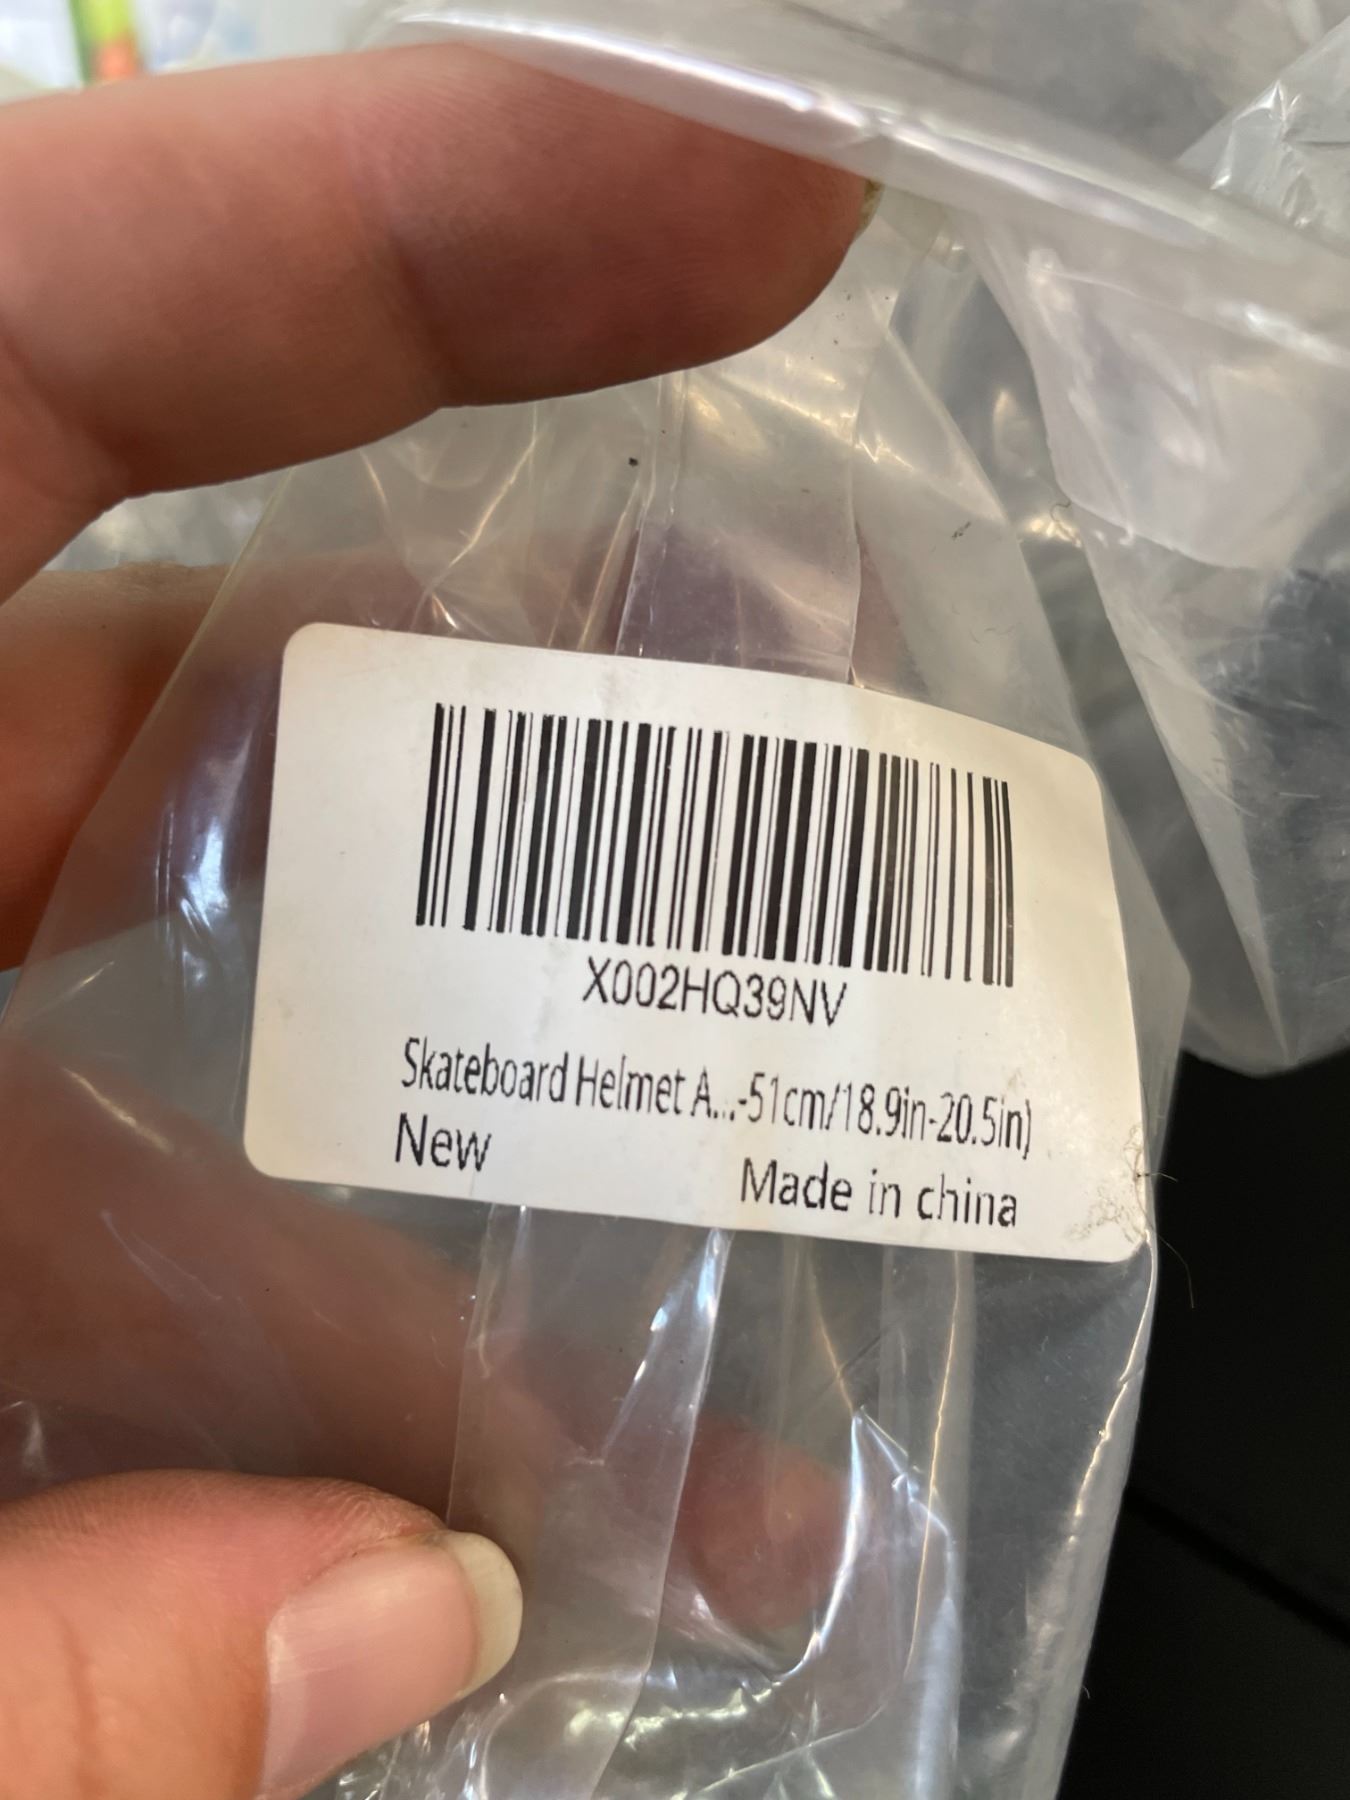 X002HQ39NV
Skateboard Helmet A...-51cm/18.9in-20.5in)
New
Made in china